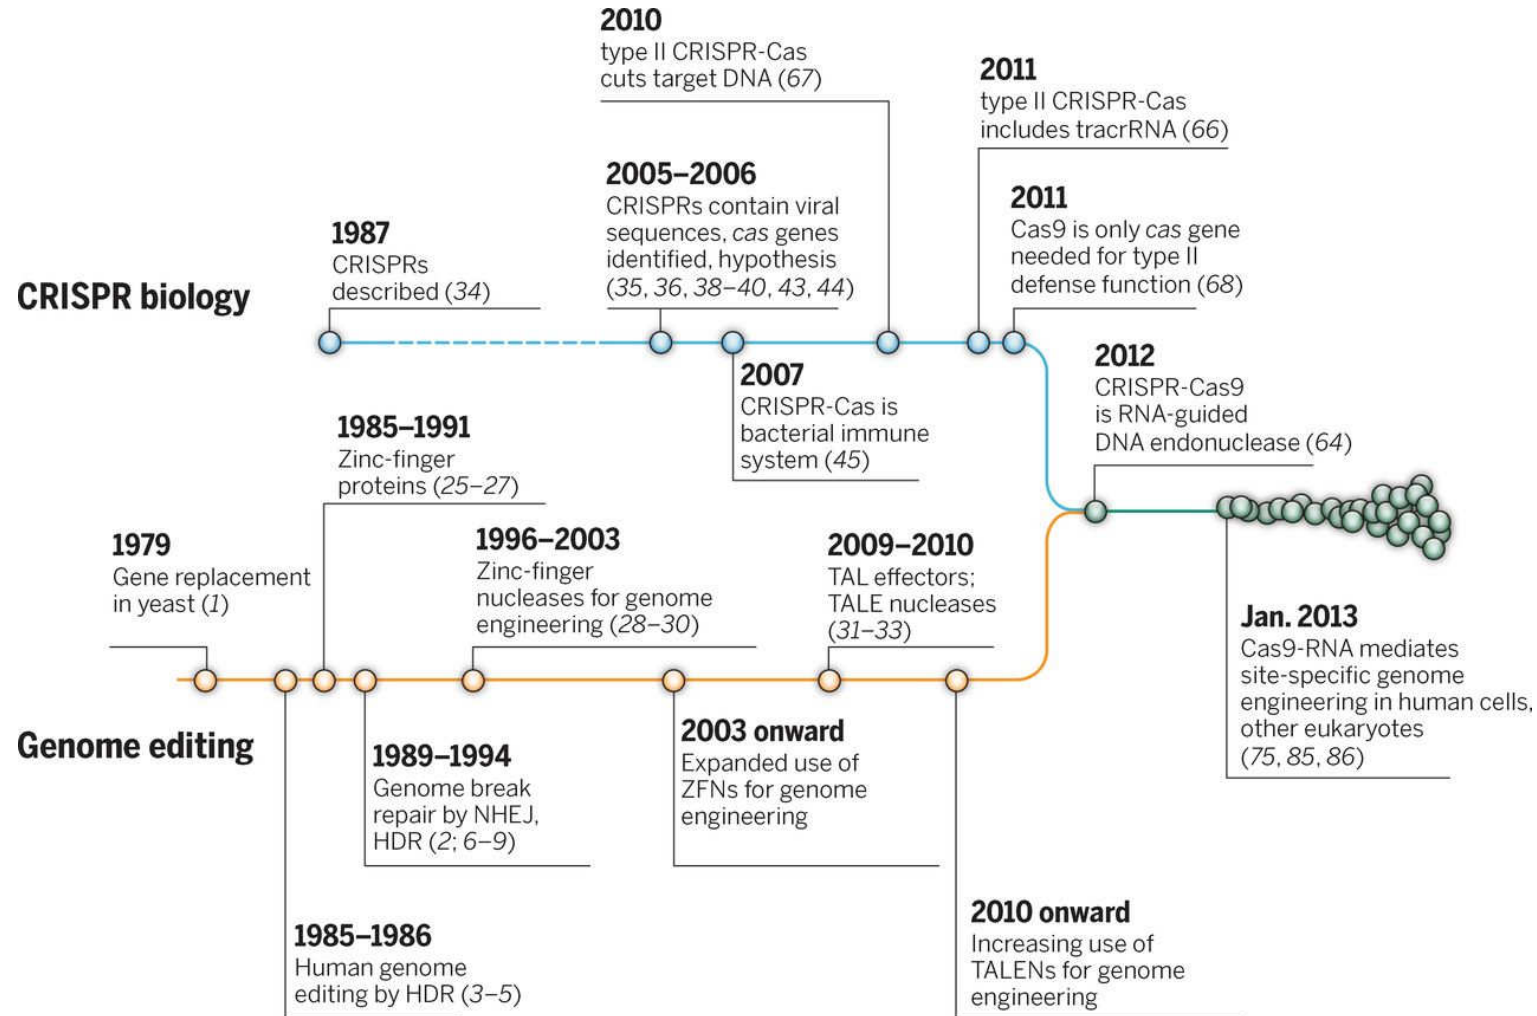 2010
type II CRISPR-Cas
cuts target DNA (67)
2011
type II CRISPR-Cas
includes tracrRNA (66)
2005–2006
CRISPRs contain viral
sequences, cas genes
identified, hypothesis
(35, 36, 38–40, 43, 44)
2011
Cas9 is only cas gene
needed for type II
defense function (68)
1987
CRISPRs
described (34)
CRISPR biology
2007
CRISPR-Cas is
bacterial immune
system (45)
2012
CRISPR-Cas9
is RNA-guided
DNA endonuclease (64)
1985–1991
Zinc-finger
proteins (25–27)
1979
Gene replacement
in yeast (1)
1996–2003
Zinc-finger
nucleases for genome
engineering (28–30)
2009–2010
TAL effectors;
TALE nucleases
(31–33)
Jan. 2013
Cas9-RNA mediates
site-specific genome
engineering in human cells,
other eukaryotes
(75, 85, 86)
Genome editing
1989–1994
Genome break
repair by NHEJ,
HDR (2; 6–9)
2003 onward
Expanded use of
ZFNs for genome
engineering
1985–1986
Human genome
editing by HDR (3–5)
2010 onward
Increasing use of
TALENs for genome
engineering